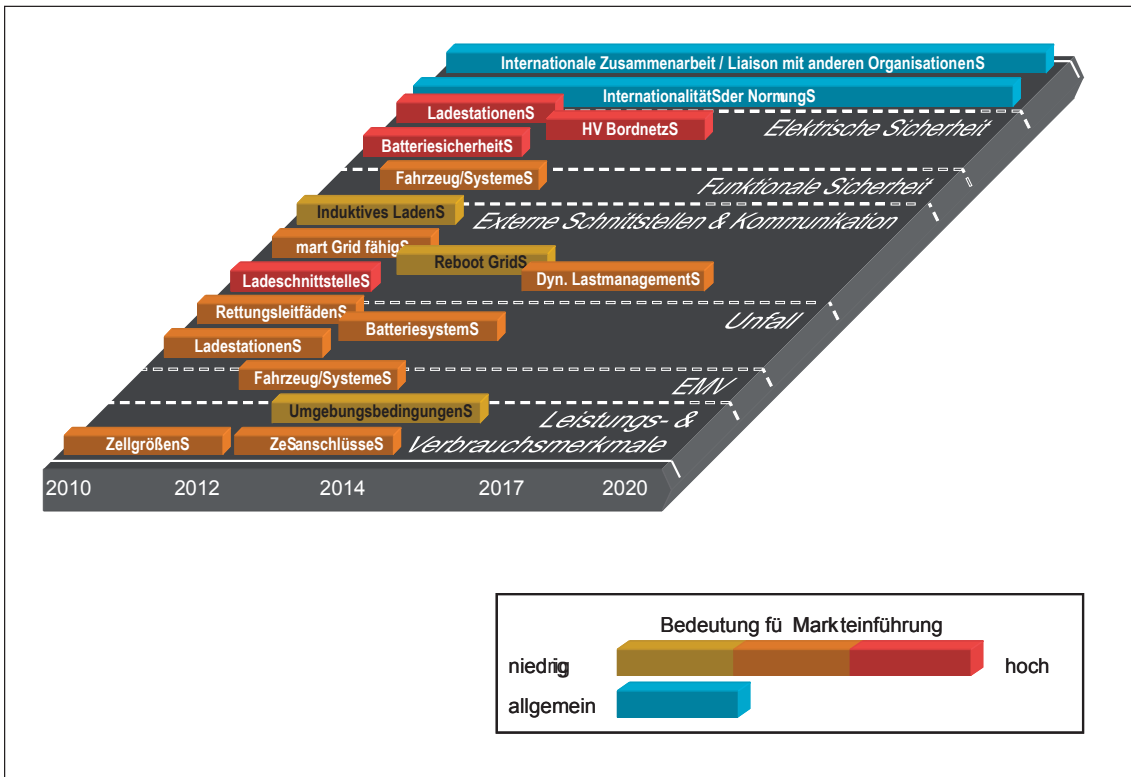 Internationale Zusammenarbeit / Liaison mit anderen OrganisationenS
InternationalitätSder NormungS
LadestationenS
HV BordnetzS
Elektrische Sicherheit
BatteriesicherheitS
Fahrzeug/SystemeS
Funktionale Sicherheit
Induktives LadenS
Externe Schnittstellen & Kommunikation
mart Grid fähigS
Reboot GridS
LadeschnittstelleS
Dyn. LastmanagementS
RettungsleitfädenS
BatteriesystemS
Unfall
LadestationenS
Fahrzeug/SystemeS
EMV
UmgebungsbedingungenS
Leistungs- &
ZellgrößenS
ZeSanschlüsseS
Verbrauchsmerkmale
2010
2012
2014
2017
2020
Bedeutung fü Markteinführung
niedrig
hoch
allgemein